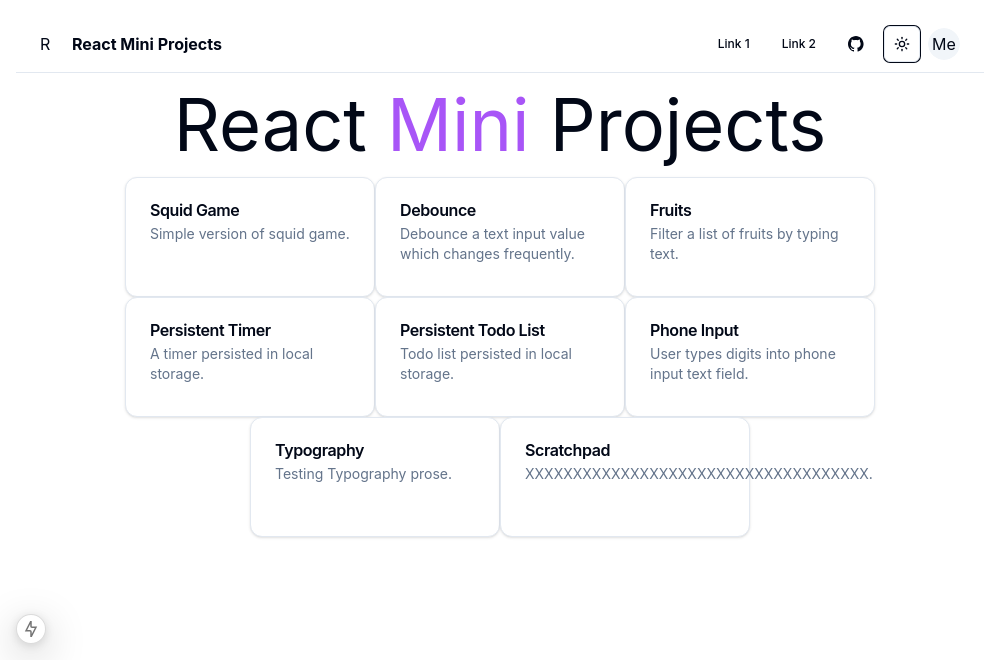 R React Mini Projects Link 1 Link 2 Me
React Mini Projects
Squid Game
Simple version of squid game.
Debounce
Debounce a text input value
which changes frequently.
Fruits
Filter a list of fruits by typing
text.
Persistent Timer
A timer persisted in local
storage.
Persistent Todo List
Todo list persisted in local
storage.
Phone Input
User types digits into phone
input text field.
Typography
Testing Typography prose.
Scratchpad
XXXXXXXXXXXXXXXXXXXXXXXXXXXXXXXXXXXX.